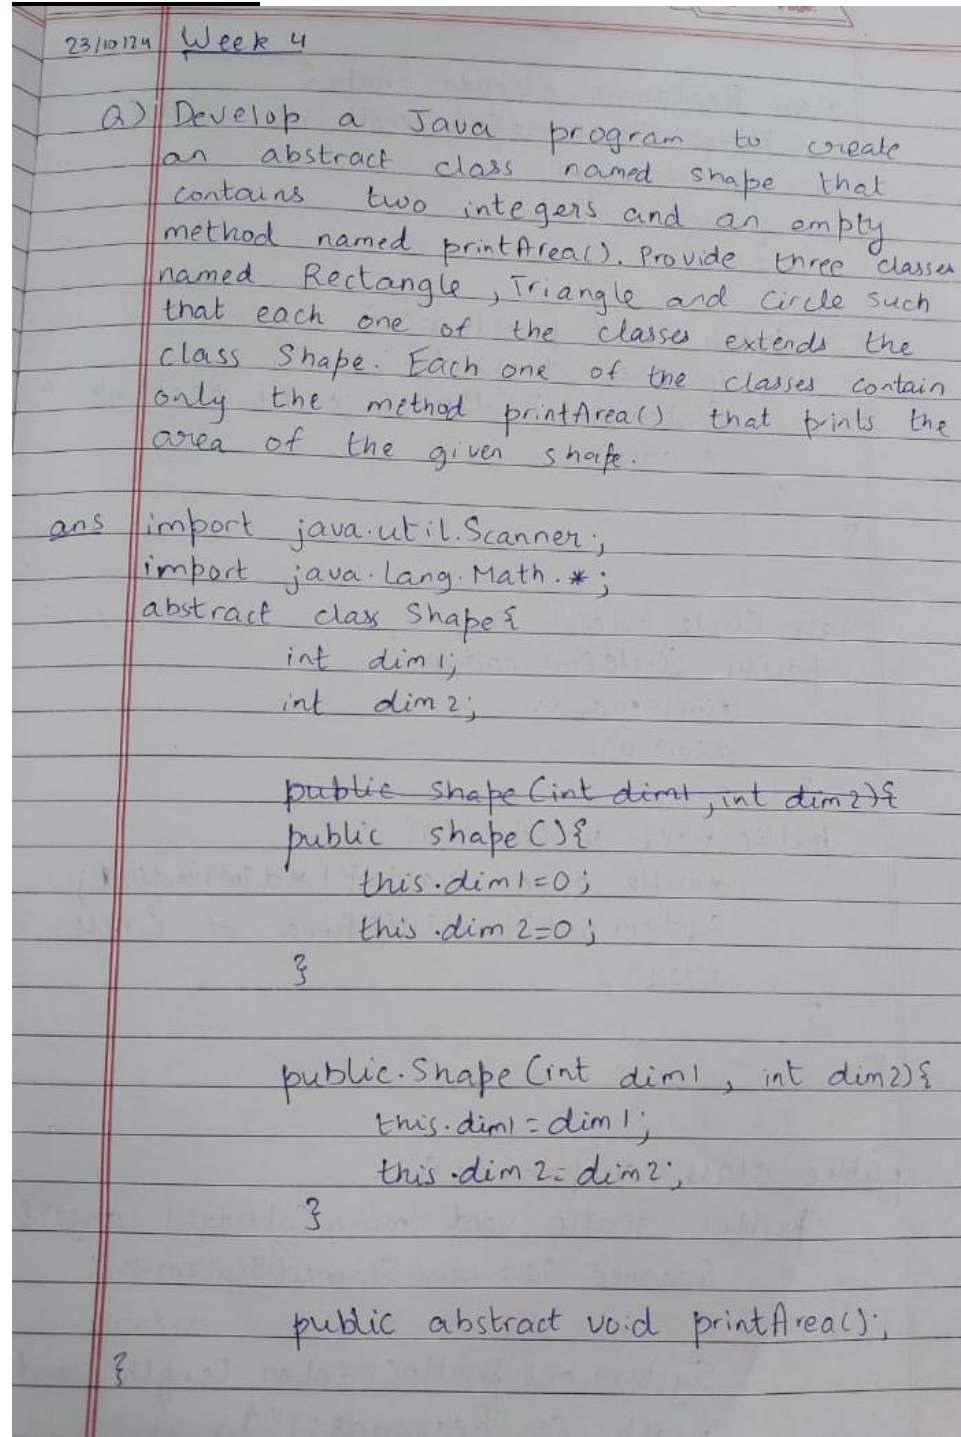 23/10/24 Week 4
a) Develop a Java program to create
an abstract class named shape that
contains two integers and an empty
method named printArea(). Provide three classes
named Rectangle, Triangle and Circle such
that each one of the classes extends the
class Shape. Each one of the classes contain
only the method printArea() that prints the
area of the given shape.
ans import java.util.Scanner;
import java.lang.Math.*;
abstract class Shape{
int dim1;
int dim2;
public shape(int dim1, int dim2){
public shape(){
this.dim1=0;
this.dim2=0;
}
public.Shape(int dim1, int dim2){
this.dim1=dim1;
this.dim2=dim2;
}
public abstract void printArea();
}